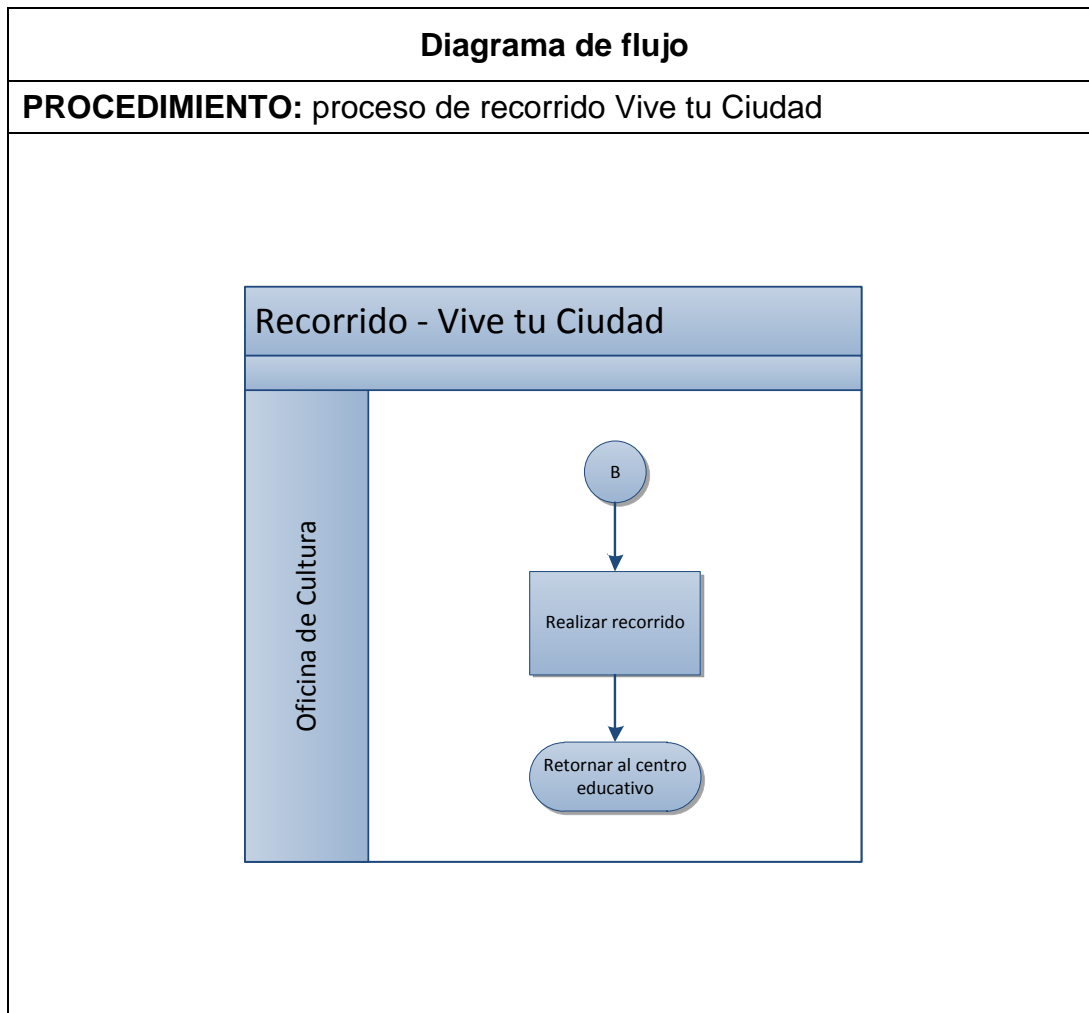 Diagrama de flujo
PROCEDIMIENTO: proceso de recorrido Vive tu Ciudad
Recorrido - Vive tu Ciudad
Oficina de Cultura
B
Realizar recorrido
Retornar al centro
educativo